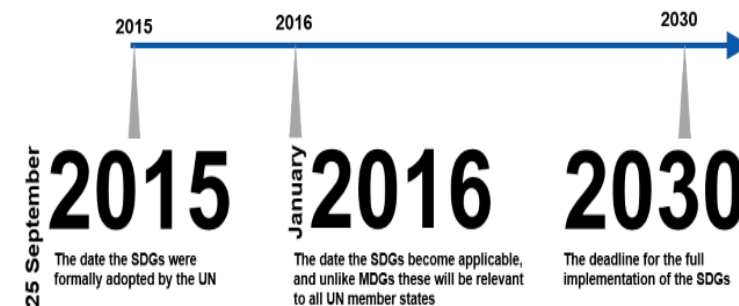 2015
2016
2030
25 September
2015
January
2016
2030
The date the SDGs were
formally adopted by the UN
The date the SDGs become applicable,
and unlike MDGs these will be relevant
to all UN member states
The deadline for the full
implementation of the SDGs